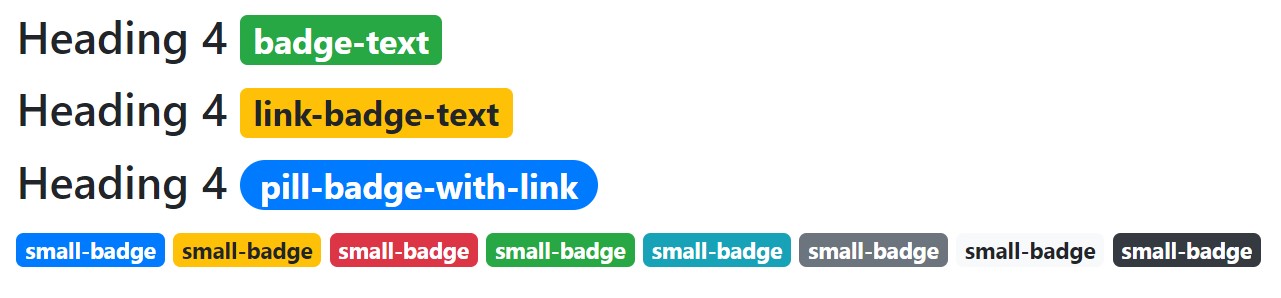 Heading 4 badge-text
Heading 4 link-badge-text
Heading 4 pill-badge-with-link
small-badge small-badge small-badge small-badge small-badge small-badge small-badge small-badge